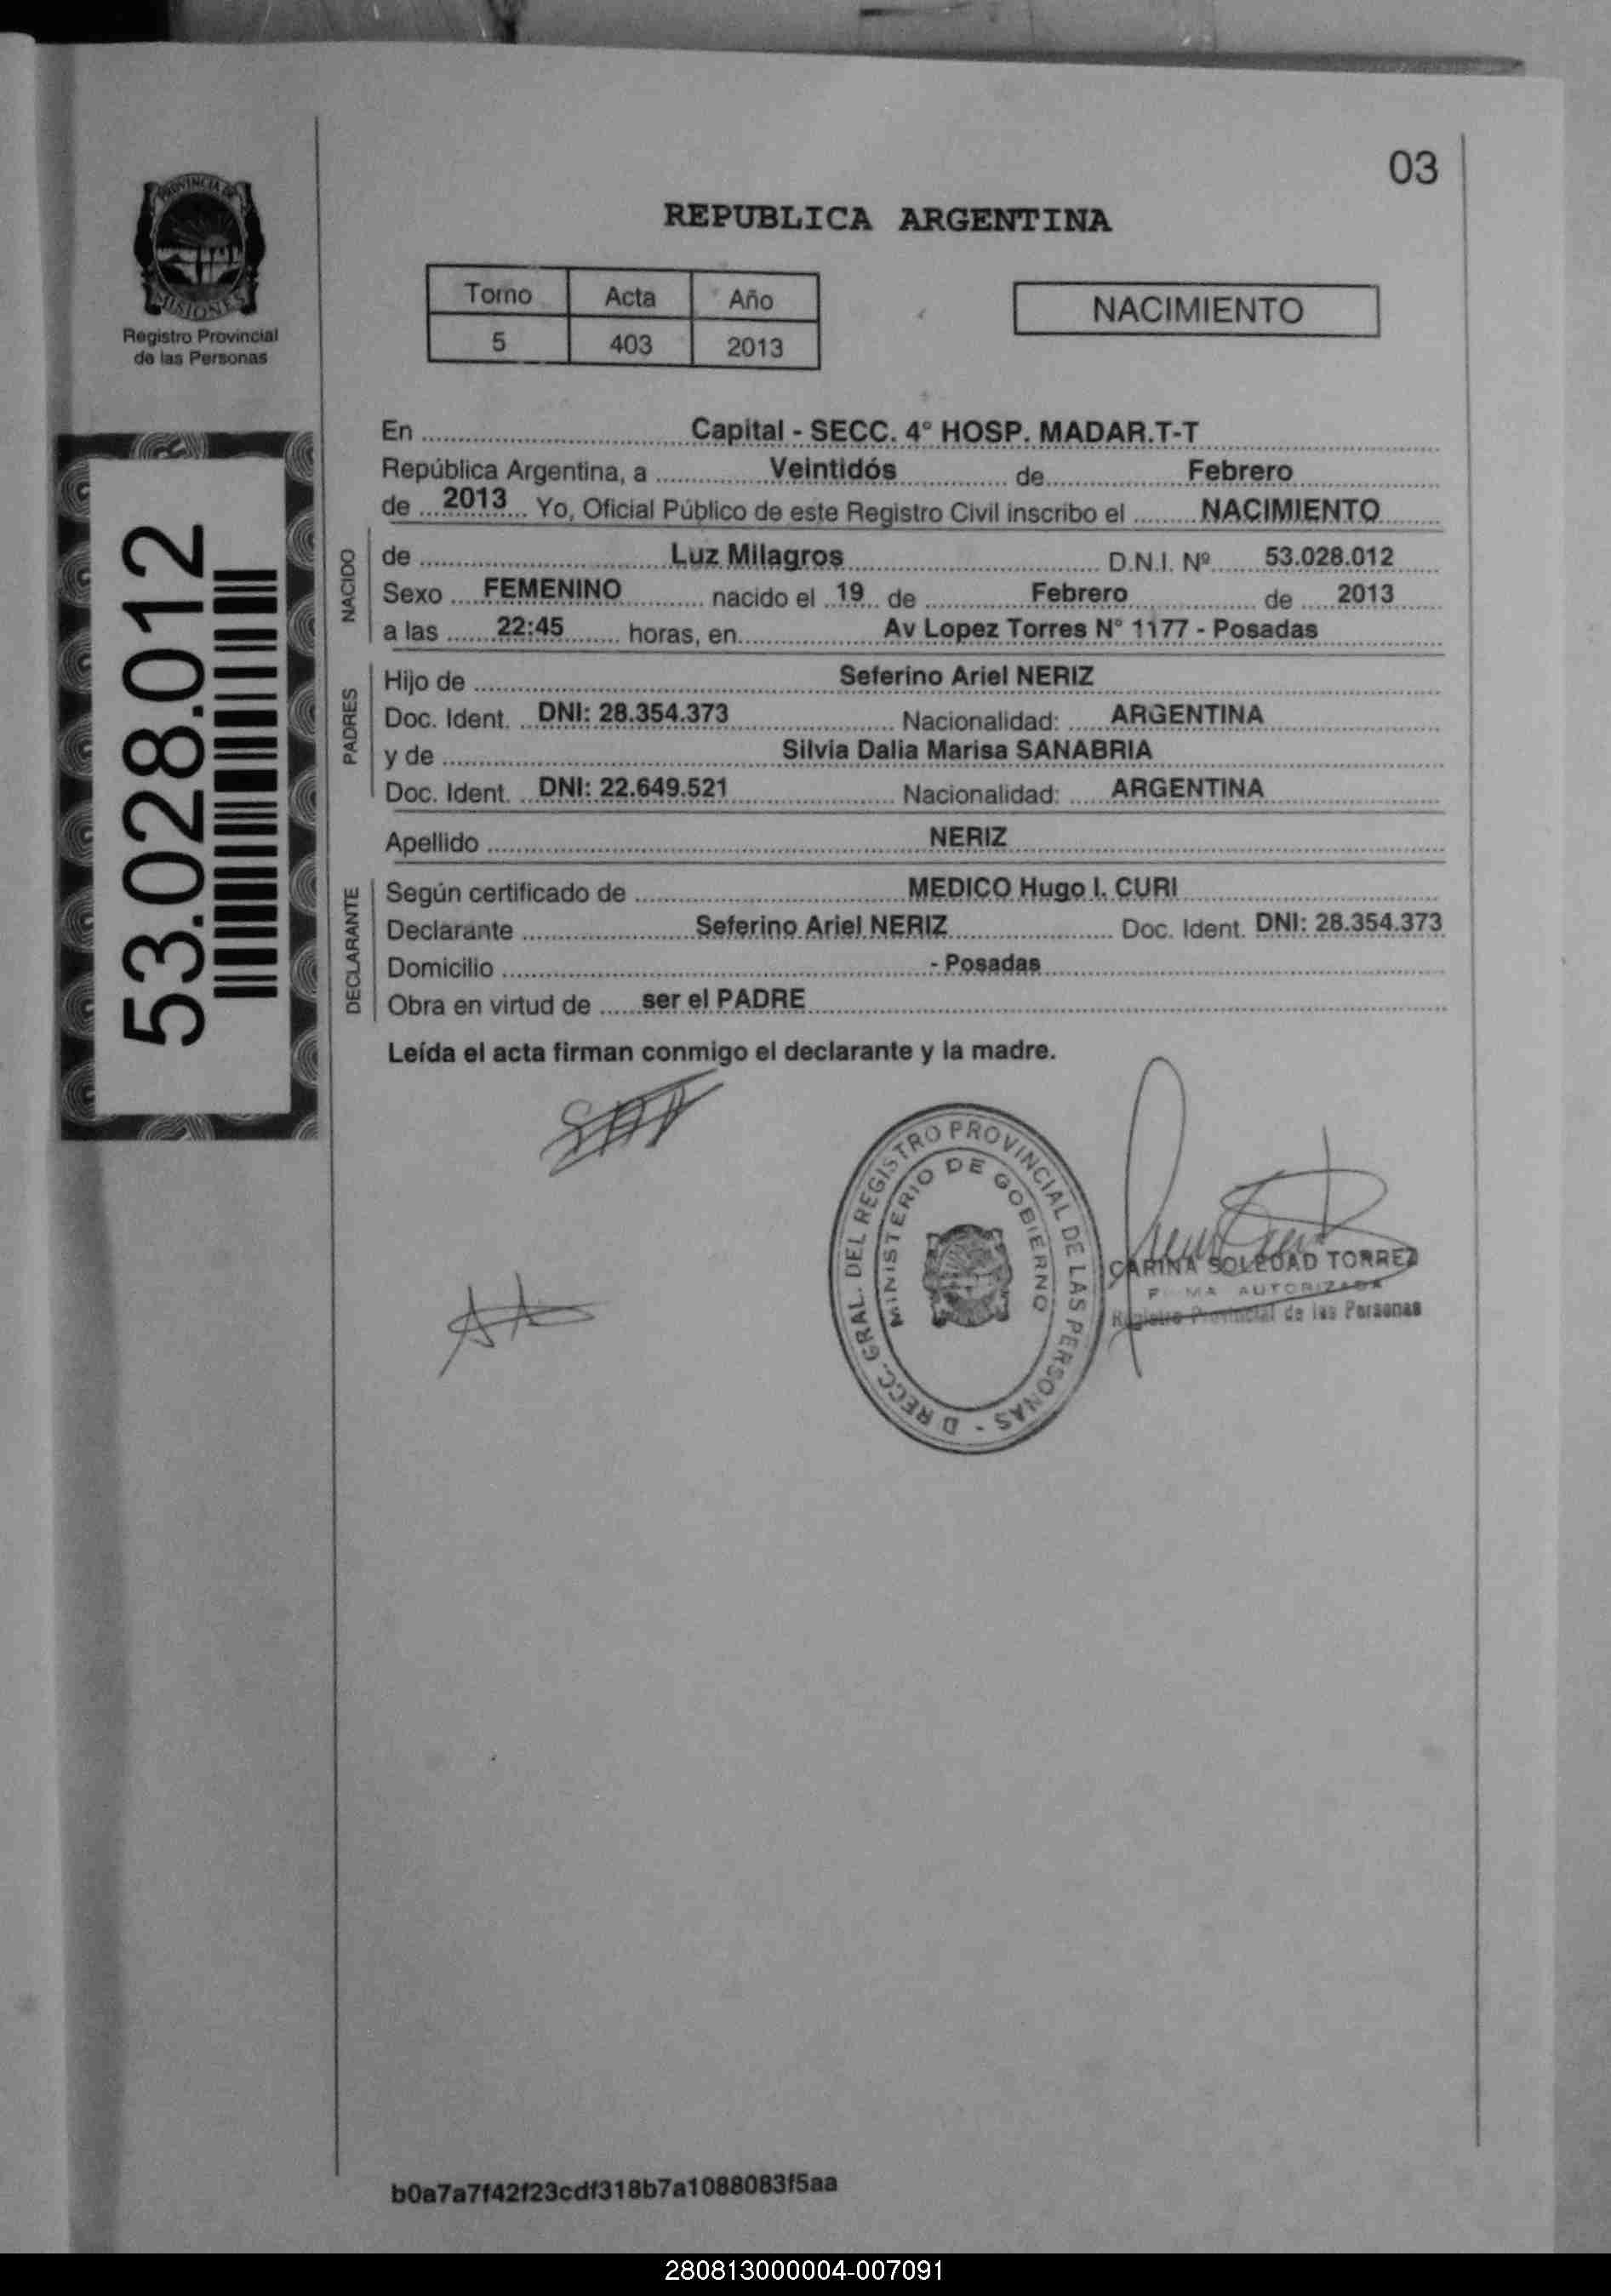 03
PROVINCIA DE
MISIONES
Registro Provincial
de las Personas
REPUBLICA ARGENTINA
Tomo Acta Año
5 403 2013
NACIMIENTO
53.028.012
En Capital - SECC. 4° HOSP. MADAR.T-T
República Argentina, a Veintidós de Febrero
de 2013 Yo, Oficial Público de este Registro Civil inscribo el NACIMIENTO
NACIDO
de Luz Milagros D.N.I. Nº 53.028.012
Sexo FEMENINO nacido el 19 de Febrero de 2013
a las 22:45 horas, en Av Lopez Torres N° 1177 - Posadas
PADRES
Hijo de Seferino Ariel NERIZ
Doc. Ident. DNI: 28.354.373 Nacionalidad: ARGENTINA
y de Silvia Dalia Marisa SANABRIA
Doc. Ident. DNI: 22.649.521 Nacionalidad: ARGENTINA
Apellido NERIZ
DECLARANTE
Según certificado de MEDICO Hugo I. CURI
Declarante Seferino Ariel NERIZ Doc. Ident. DNI: 28.354.373
Domicilio - Posadas
Obra en virtud de ser el PADRE
Leída el acta firman conmigo el declarante y la madre.
D RECC. GRAL. DEL REGISTRO PROVINCIAL DE LAS PERSONAS -
MINISTERIO DE GOBIERNO
CARINA SOLEDAD TORREZ
F MA AUTORIZADA
Registro Provincial de las Personas
b0a7a7f42f23cdf318b7a1088083f5aa
280813000004-007091